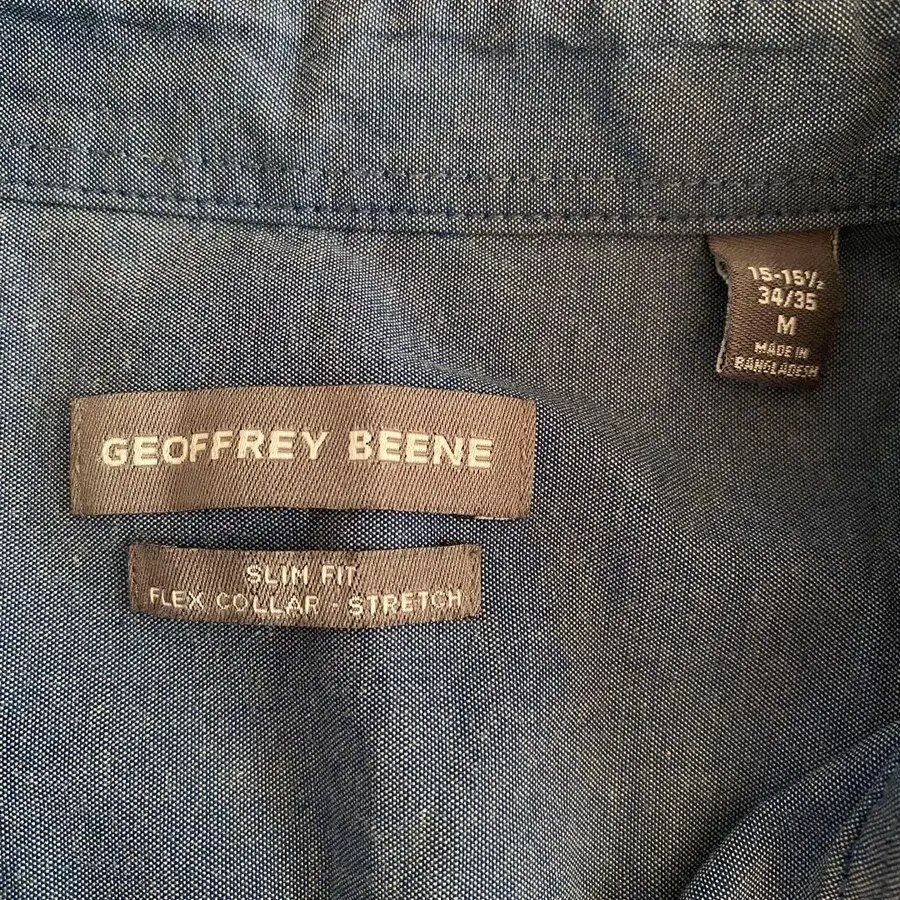 15-15½
34/35
M
MADE IN
BANGLADESH
GEOFFREY BEENE
SLIM FIT
FLEX COLLAR - STRETCH